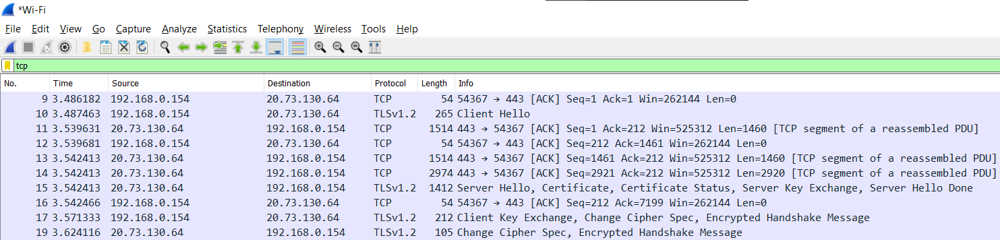 *Wi-Fi
File Edit View Go Capture Analyze Statistics Telephony Wireless Tools Help
tcp
No. Time Source Destination Protocol Length Info
9 3.486182 192.168.0.154 20.73.130.64 TCP 54 54367 → 443 [ACK] Seq=1 Ack=1 Win=262144 Len=0
10 3.487463 192.168.0.154 20.73.130.64 TLSv1.2 265 Client Hello
11 3.539631 20.73.130.64 192.168.0.154 TCP 1514 443 → 54367 [ACK] Seq=1 Ack=212 Win=525312 Len=1460 [TCP segment of a reassembled PDU]
12 3.539681 192.168.0.154 20.73.130.64 TCP 54 54367 → 443 [ACK] Seq=212 Ack=1461 Win=262144 Len=0
13 3.542413 20.73.130.64 192.168.0.154 TCP 1514 443 → 54367 [ACK] Seq=1461 Ack=212 Win=525312 Len=1460 [TCP segment of a reassembled PDU]
14 3.542413 20.73.130.64 192.168.0.154 TCP 2974 443 → 54367 [ACK] Seq=2921 Ack=212 Win=525312 Len=2920 [TCP segment of a reassembled PDU]
15 3.542413 20.73.130.64 192.168.0.154 TLSv1.2 1412 Server Hello, Certificate, Certificate Status, Server Key Exchange, Server Hello Done
16 3.542466 192.168.0.154 20.73.130.64 TCP 54 54367 → 443 [ACK] Seq=212 Ack=7199 Win=262144 Len=0
17 3.571333 192.168.0.154 20.73.130.64 TLSv1.2 212 Client Key Exchange, Change Cipher Spec, Encrypted Handshake Message
19 3.624116 20.73.130.64 192.168.0.154 TLSv1.2 105 Change Cipher Spec, Encrypted Handshake Message